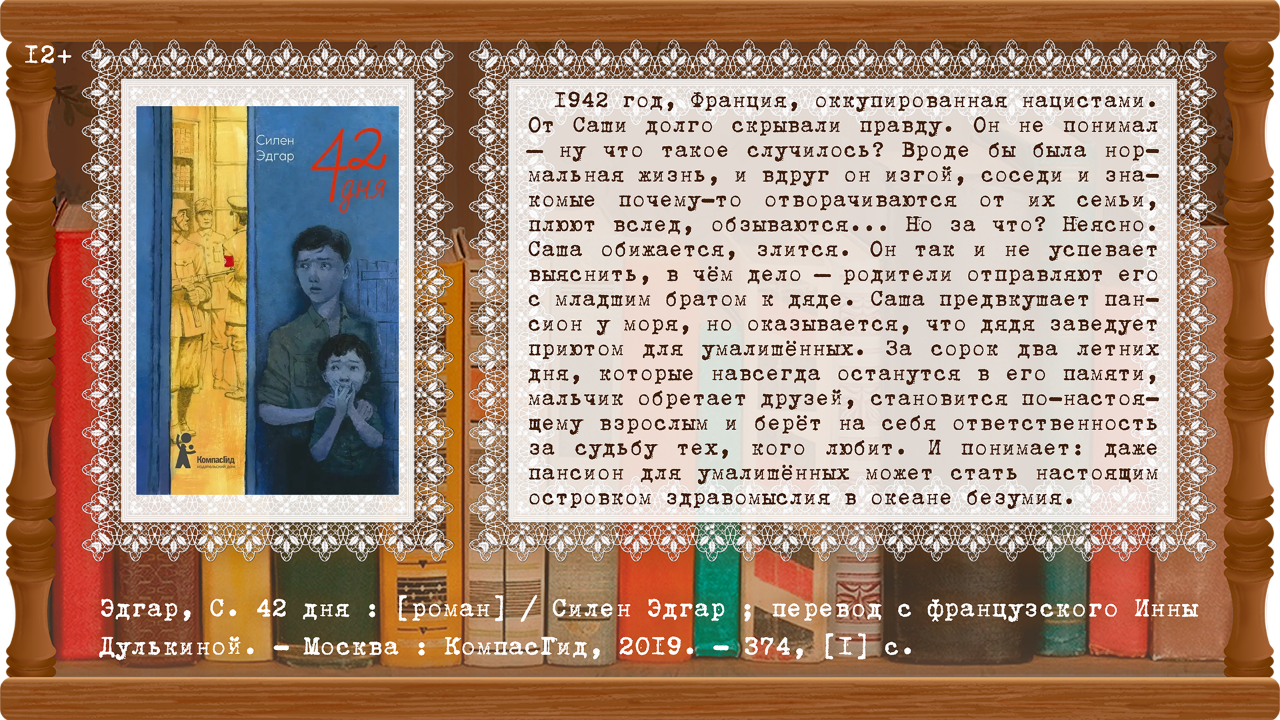 12+
Силен
Эдгар
42
дня
КомпасГид
издательский дом
1942 год, Франция, оккупированная нацистами.
От Саши долго скрывали правду. Он не понимал
— ну что такое случилось? Вроде бы была нор-
мальная жизнь, и вдруг он изгой, соседи и зна-
комые почему-то отворачиваются от их семьи,
плюют вслед, обзываются... Но за что? Неясно.
Саша обижается, злится. Он так и не успевает
выяснить, в чём дело — родители отправляют его
с младшим братом к дяде. Саша предвкушает пан-
сион у моря, но оказывается, что дядя заведует
приютом для умалишённых. За сорок два летних
дня, которые навсегда останутся в его памяти,
мальчик обретает друзей, становится по-настоя-
щему взрослым и берёт на себя ответственность
за судьбу тех, кого любит. И понимает: даже
пансион для умалишённых может стать настоящим
островком здравомыслия в океане безумия.
Эдгар, С. 42 дня : [роман] / Силен Эдгар ; перевод с французского Инны
Дулькиной. – Москва : КомпасГид, 2019. – 374, [1] с.